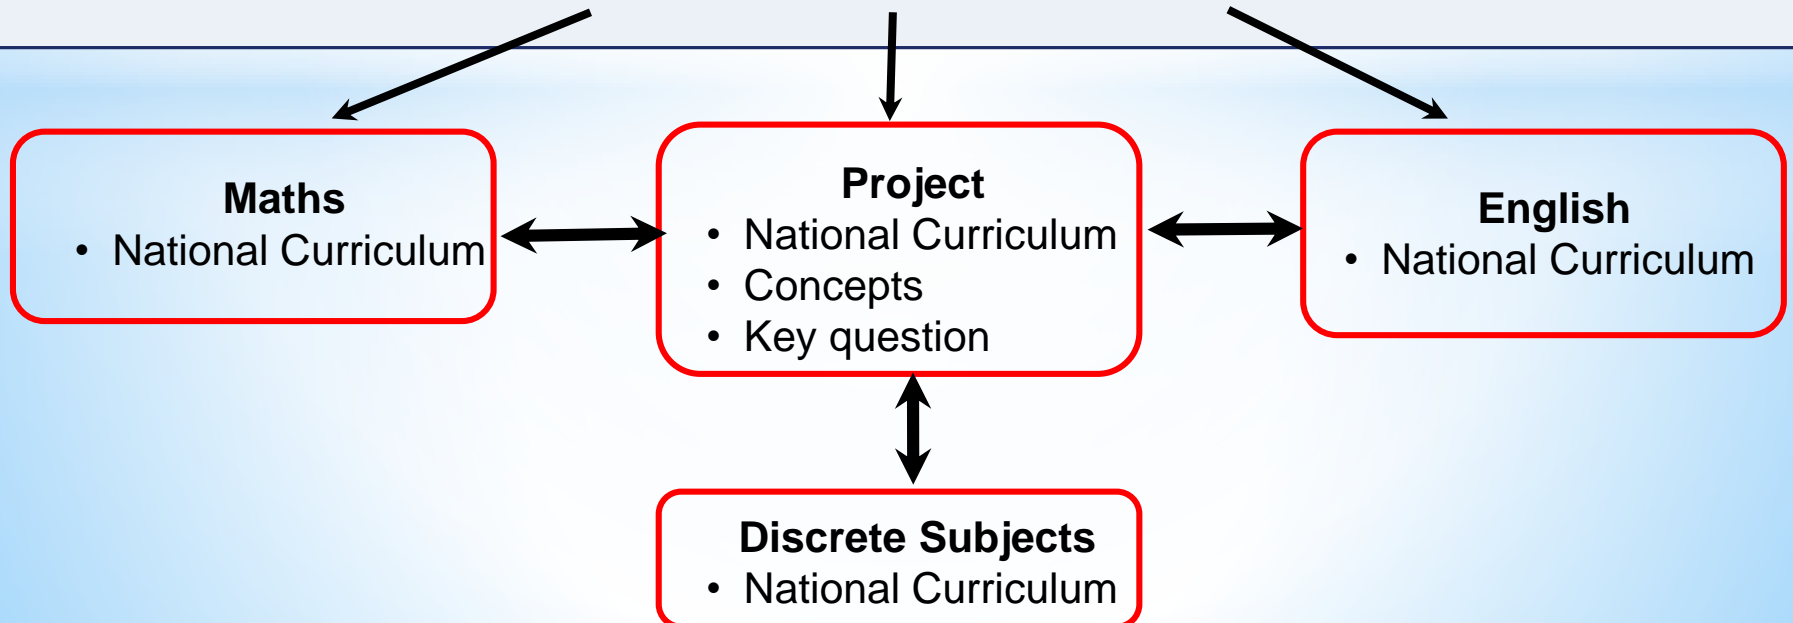 Maths
• National Curriculum
Project
• National Curriculum
• Concepts
• Key question
English
• National Curriculum
Discrete Subjects
• National Curriculum